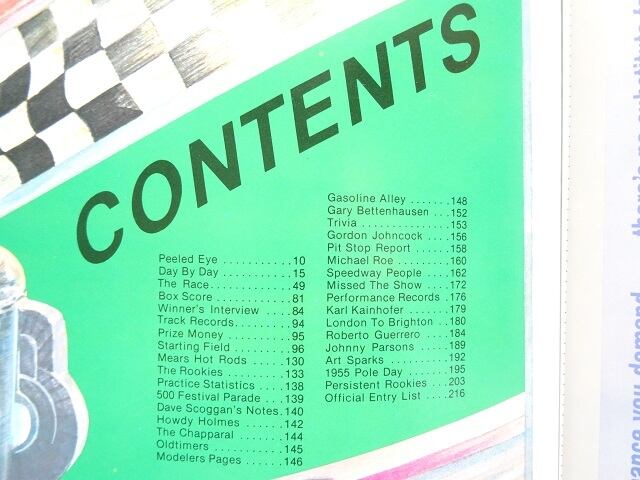 CONTENTS
Peeled Eye ...........10
Day By Day ...........15
The Race.............49
Box Score ............81
Winner's Interview ....84
Track Records.........94
Prize Money ..........95
Starting Field .........96
Mears Hot Rods .....130
The Rookies .........133
Practice Statistics ....138
500 Festival Parade ..139
Dave Scoggan's Notes.140
Howdy Holmes ......142
The Chapparal .......144
Oldtimers ...........145
Modelers Pages ......146
Gasoline Alley .......148
Gary Bettenhausen ...152
Trivia ...............153
Gordon Johncock ....156
Pit Stop Report ......158
Michael Roe .........160
Speedway People ....162
Missed The Show ....172
Performance Records .176
Karl Kainhofer .......179
London To Brighton ..180
Roberto Guerrero ....184
Johnny Parsons ......189
Art Sparks ..........192
1955 Pole Day .......195
Persistent Rookies ...203
Official Entry List ....216
ance you demand